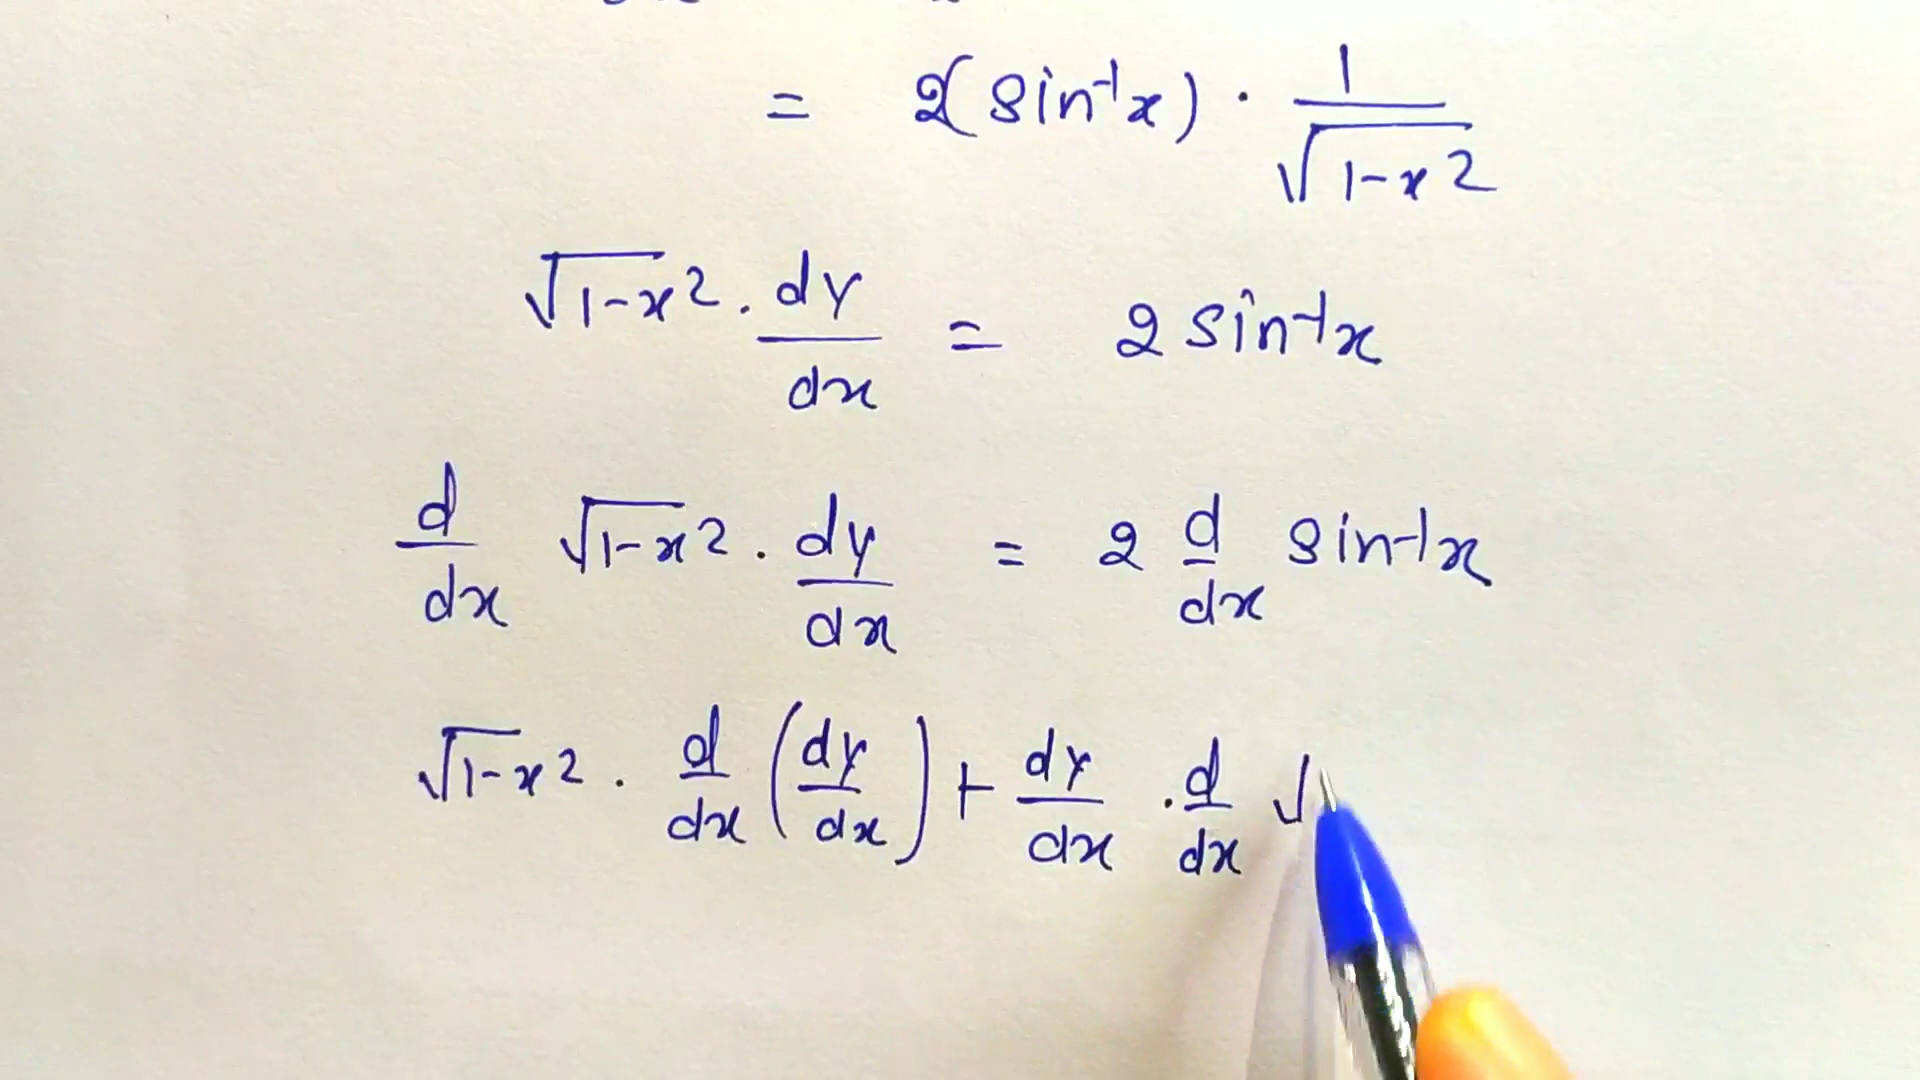 = 2(sin⁻¹x) · 1/√(1-x²)
√(1-x²) · dy/dx = 2 sin⁻¹x
d/dx √(1-x²) · dy/dx = 2 d/dx sin⁻¹x
√(1-x²) · d/dx (dy/dx) + dy/dx · d/dx √